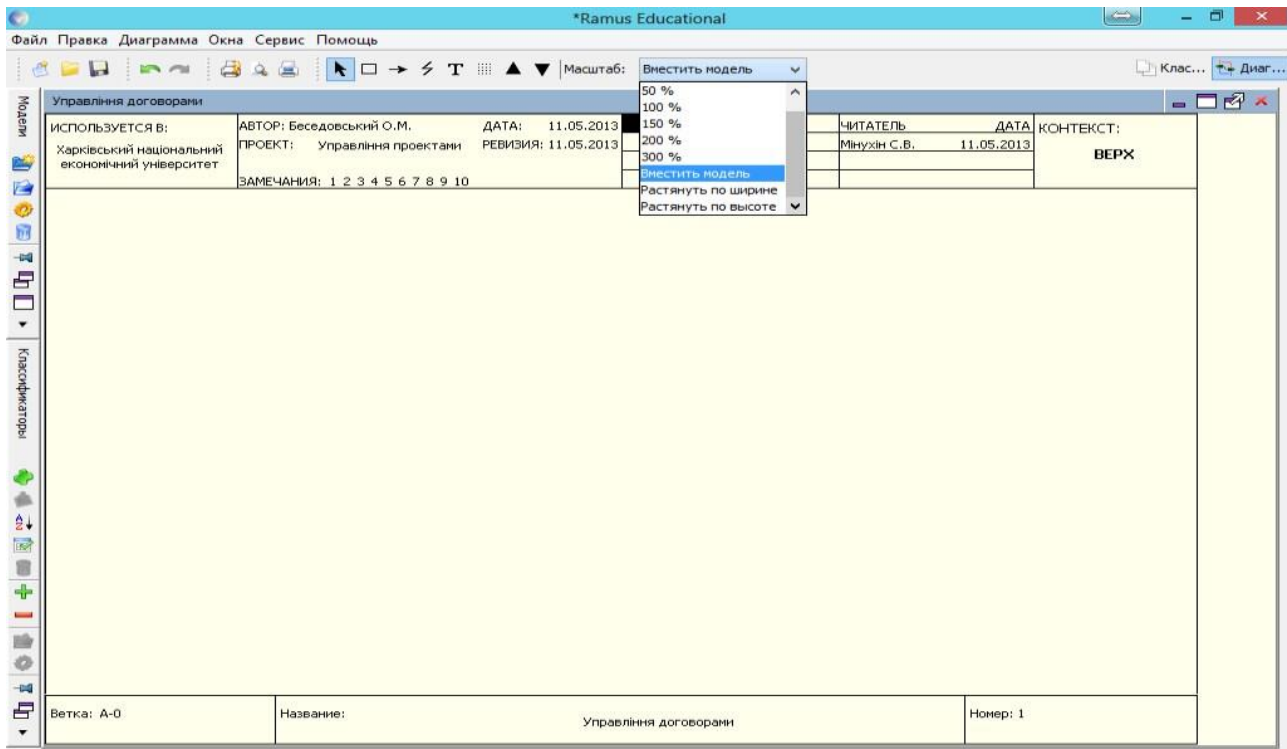 *Ramus Educational
Файл Правка Диаграмма Окна Сервис Помощь
Масштаб: Вместить модель
Клас... Диаг...
50 %
100 %
150 %
200 %
300 %
Вместить модель
Растянуть по ширине
Растянуть по высоте
Модели
Классификаторы
Управління договорами
ИСПОЛЬЗУЕТСЯ В:
Харківський національний
економічний університет
АВТОР: Беседовський О.М. ДАТА: 11.05.2013
ПРОЕКТ: Управління проектами РЕВИЗИЯ: 11.05.2013
ЗАМЕЧАНИЯ: 1 2 3 4 5 6 7 8 9 10
ЧИТАТЕЛЬ ДАТА
Мінухін С.В. 11.05.2013
КОНТЕКСТ:
ВЕРХ
Ветка: A-0 Название: Управління договорами Номер: 1